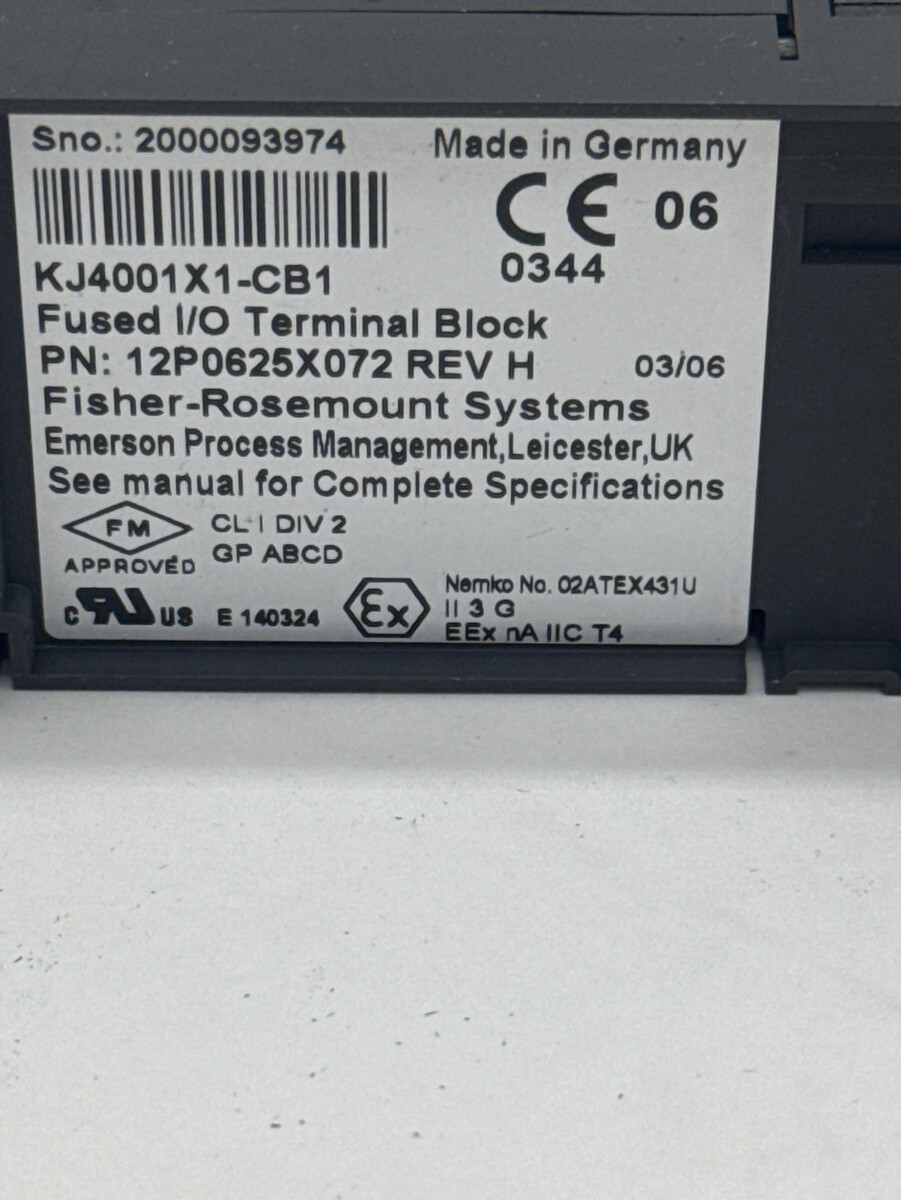 Sno.: 2000093974
Made in Germany
CE 06
0344
KJ4001X1-CB1
Fused I/O Terminal Block
PN: 12P0625X072 REV H 03/06
Fisher-Rosemount Systems
Emerson Process Management,Leicester,UK
See manual for Complete Specifications
FM
APPROVED
CL I DIV 2
GP ABCD
c RU US E 140324
Ex
Nemko No. 02ATEX431U
II 3 G
EEx nA IIC T4